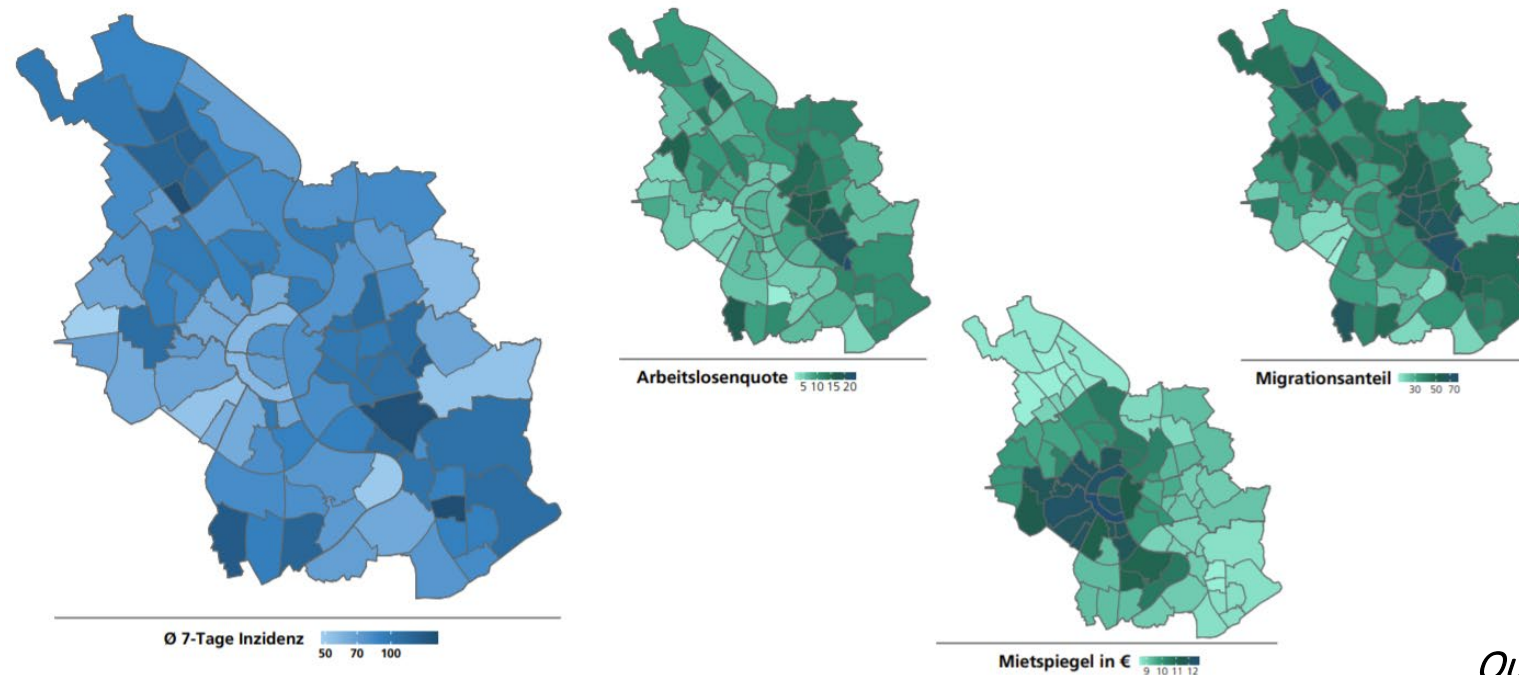 Arbeitslosenquote
5 10 15 20
Migrationsanteil
30 50 70
Ø 7-Tage Inzidenz
50 70 100
Mietspiegel in €
9 10 11 12